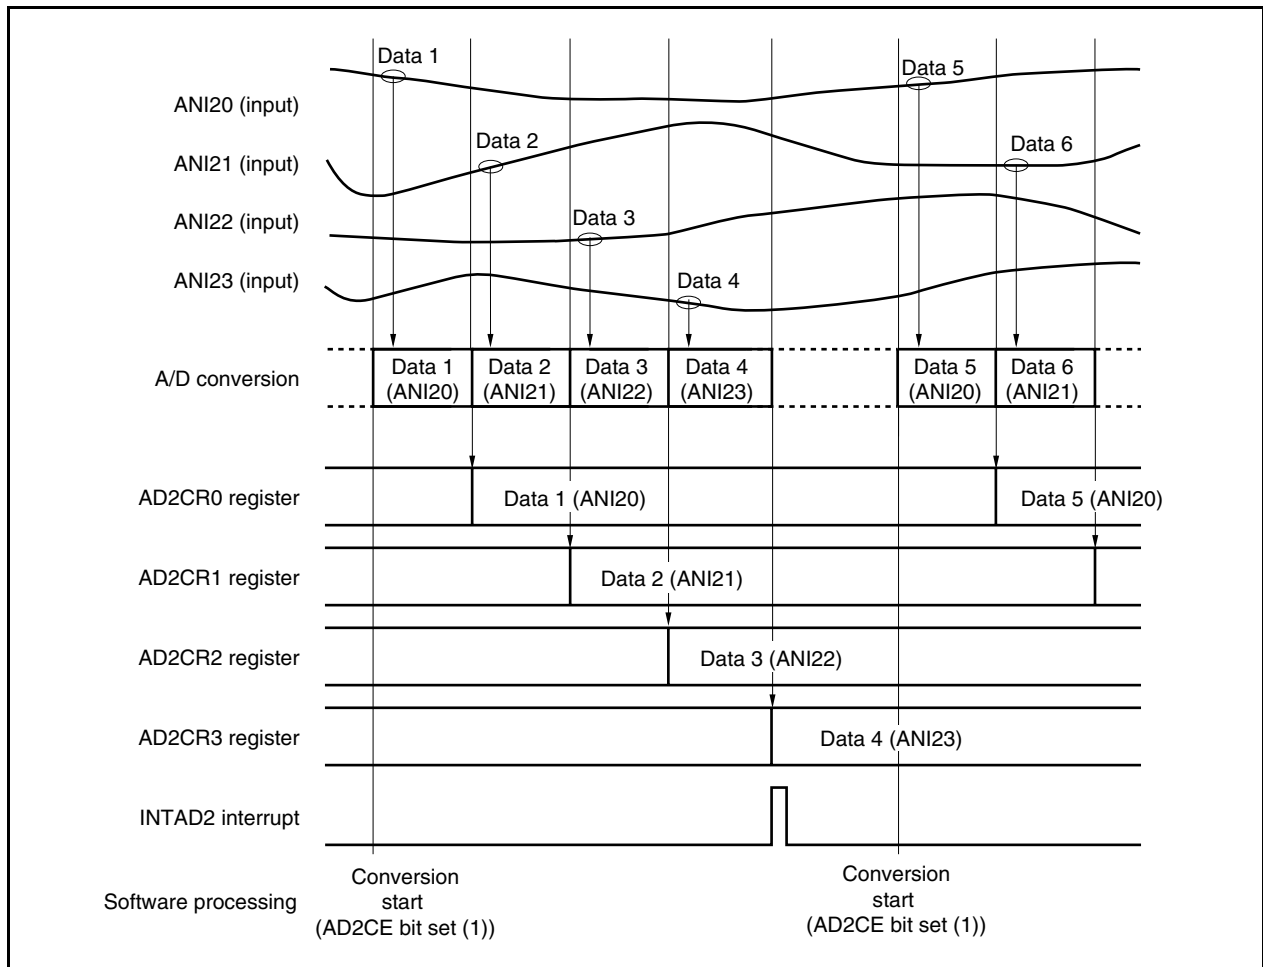 Data 1
Data 5
ANI20 (input)
Data 2
Data 6
ANI21 (input)
Data 3
ANI22 (input)
Data 4
ANI23 (input)
A/D conversion
Data 1
(ANI20)
Data 2
(ANI21)
Data 3
(ANI22)
Data 4
(ANI23)
Data 5
(ANI20)
Data 6
(ANI21)
AD2CR0 register
Data 1 (ANI20)
Data 5 (ANI20)
AD2CR1 register
Data 2 (ANI21)
AD2CR2 register
Data 3 (ANI22)
AD2CR3 register
Data 4 (ANI23)
INTAD2 interrupt
Software processing
Conversion
start
(AD2CE bit set (1))
Conversion
start
(AD2CE bit set (1))